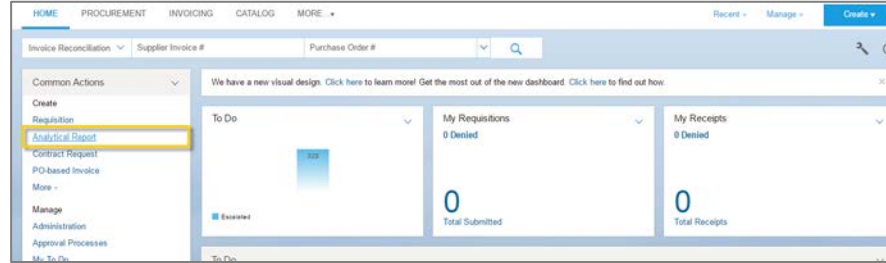 HOME PROCUREMENT INVOICING CATALOG MORE ...
Recent Manage Create
Invoice Reconciliation Supplier Invoice # Purchase Order #
Common Actions
Create
Requisition
Analytical Report
Contract Request
PO-based Invoice
More
Manage
Administration
Approval Processes
My To Do
We have a new visual design. Click here to learn more! Get the most out of the new dashboard. Click here to find out how.
To Do
Escalated
My Requisitions
0 Denied
0
Total Submitted
My Receipts
0 Denied
0
Total Receipts
To Do